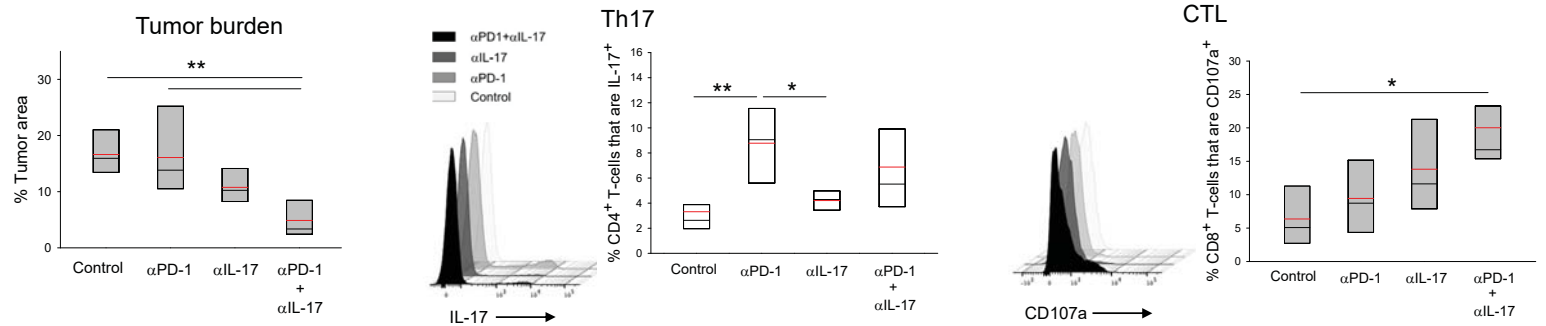 Tumor burden
% Tumor area
30
20
10
0
**
Control
αPD-1
αIL-17
αPD-1
+
αIL-17
αPD1+αIL-17
αIL-17
αPD-1
Control
0
10³
IL-17
Th17
% CD4⁺ T-cells that are IL-17⁺
16
14
12
10
8
6
4
2
0
**
*
Control
αPD-1
αIL-17
αPD-1
+
αIL-17
0
CD107a
CTL
% CD8⁺ T-cells that are CD107a⁺
30
25
20
15
10
5
0
*
Control
αPD-1
αIL-17
αPD-1
+
αIL-17